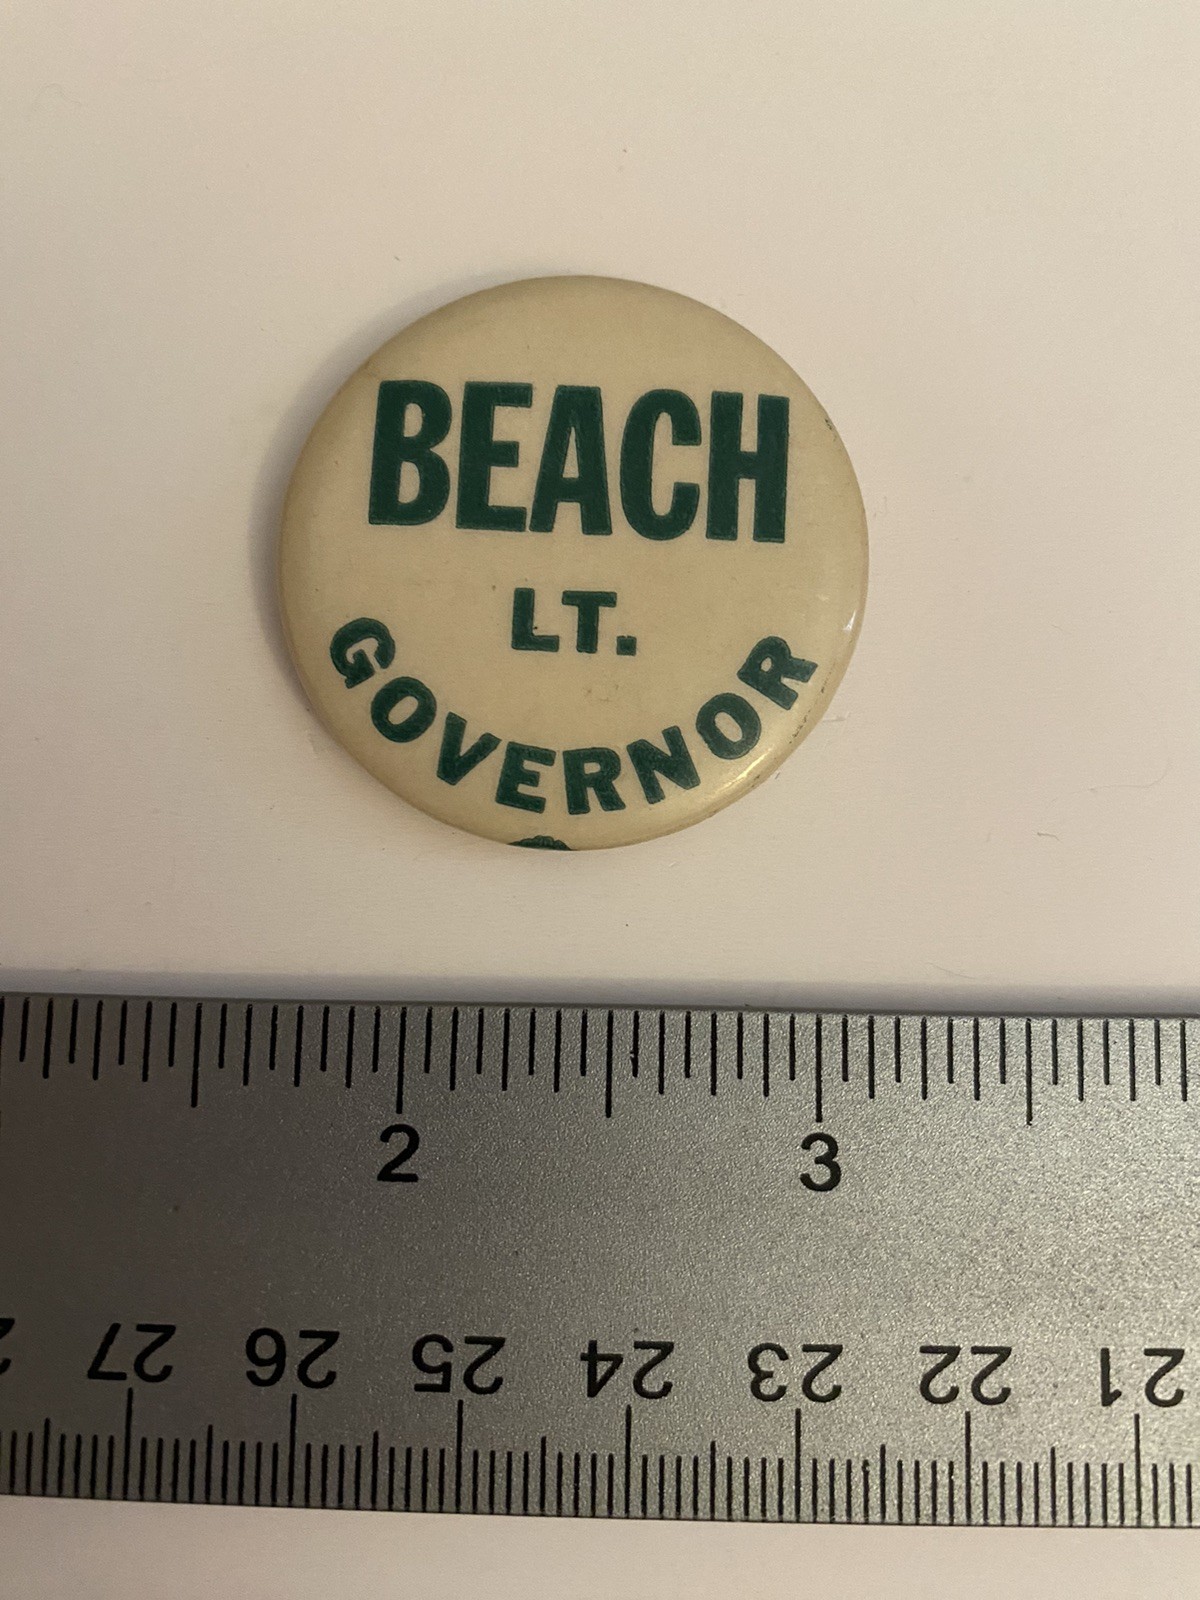 BEACH
LT.
GOVERNOR
2 3
27 26 25 24 23 22 21